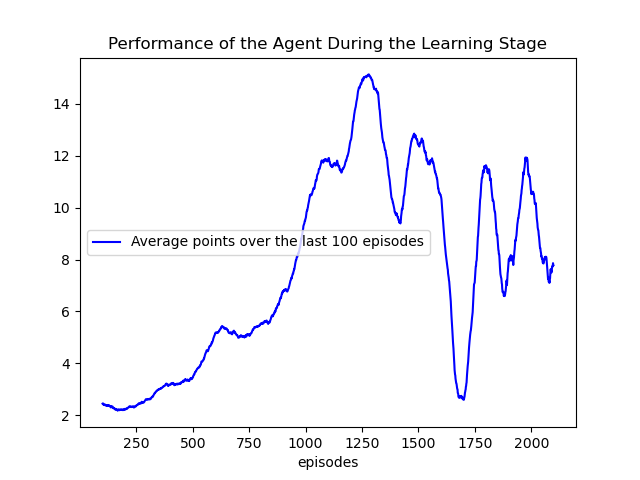 Performance of the Agent During the Learning Stage
14
12
10
8
6
4
2
Average points over the last 100 episodes
250 500 750 1000 1250 1500 1750 2000
episodes